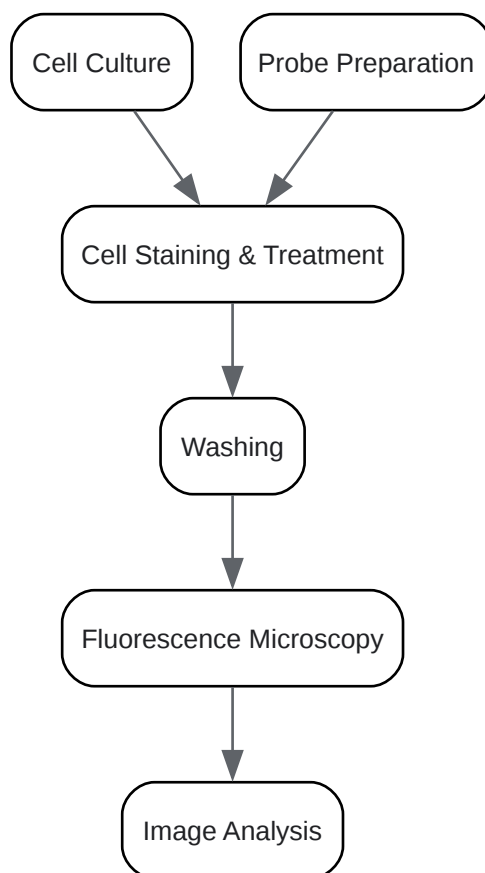 Cell Culture
Probe Preparation
Cell Staining & Treatment
Washing
Fluorescence Microscopy
Image Analysis